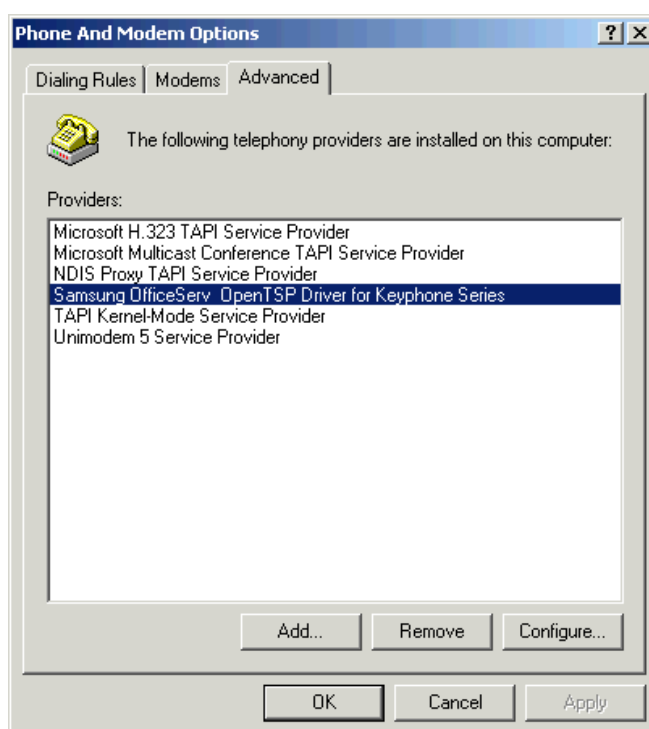 Phone And Modem Options
Dialing Rules Modems Advanced
The following telephony providers are installed on this computer:
Providers:
Microsoft H.323 TAPI Service Provider
Microsoft Multicast Conference TAPI Service Provider
NDIS Proxy TAPI Service Provider
Samsung OfficeServ OpenTSP Driver for Keyphone Series
TAPI Kernel-Mode Service Provider
Unimodem 5 Service Provider
Add... Remove Configure...
OK Cancel Apply